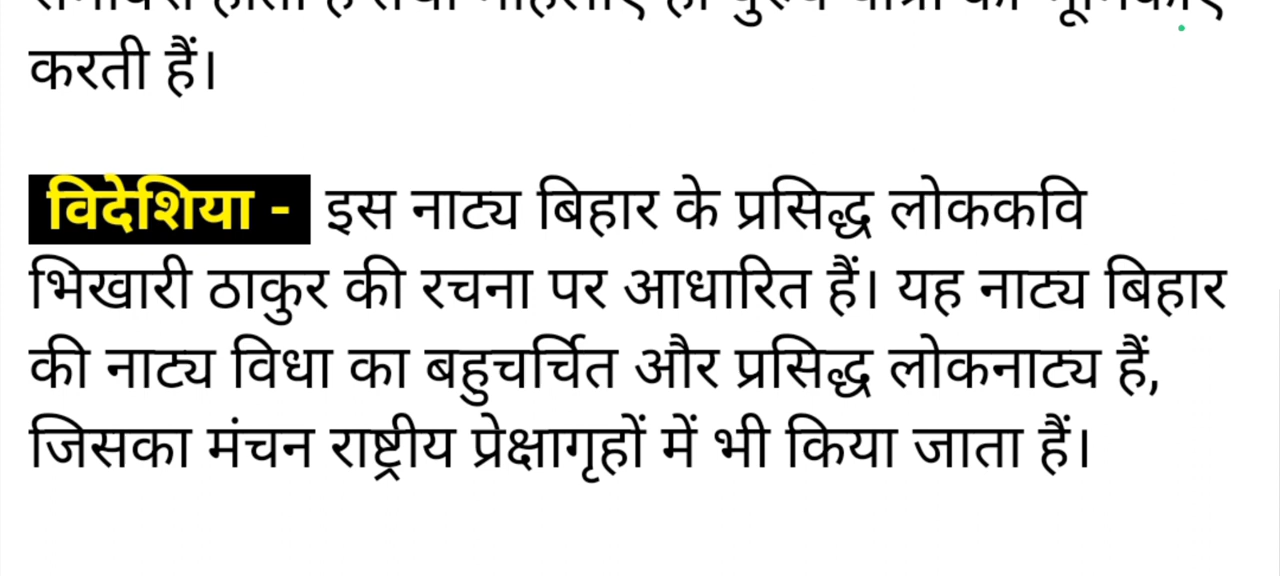 करती हैं।
विदेशिया - इस नाट्य बिहार के प्रसिद्ध लोककवि
भिखारी ठाकुर की रचना पर आधारित हैं। यह नाट्य बिहार
की नाट्य विधा का बहुचर्चित और प्रसिद्ध लोकनाट्य हैं,
जिसका मंचन राष्ट्रीय प्रेक्षागृहों में भी किया जाता हैं।